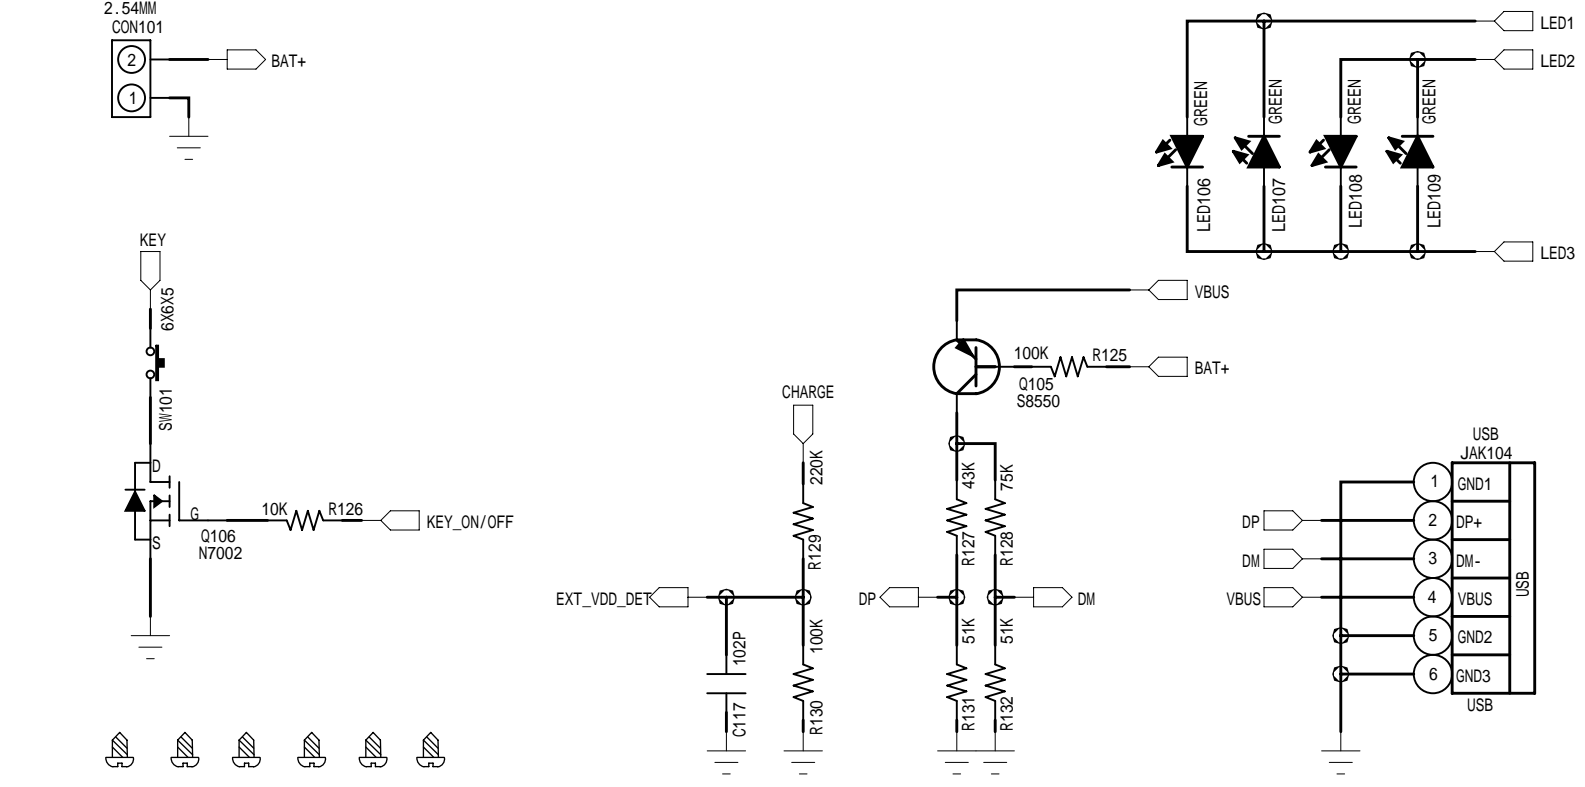 2.54MM
CON101
2
BAT+
1
KEY
6X6X5
SW101
D
G
S
Q106
N7002
10K
R126
KEY_ON/OFF
LED1
LED2
LED3
GREEN
GREEN
GREEN
GREEN
LED106
LED107
LED108
LED109
VBUS
100K
R125
BAT+
Q105
S8550
CHARGE
220K
R129
EXT_VDD_DET
102P
C117
100K
R130
43K
75K
R127
R128
DP
DM
51K
51K
R131
R132
USB
JAK104
1
GND1
DP
2
DP+
DM
3
DM-
VBUS
4
VBUS
5
GND2
6
GND3
USB
USB